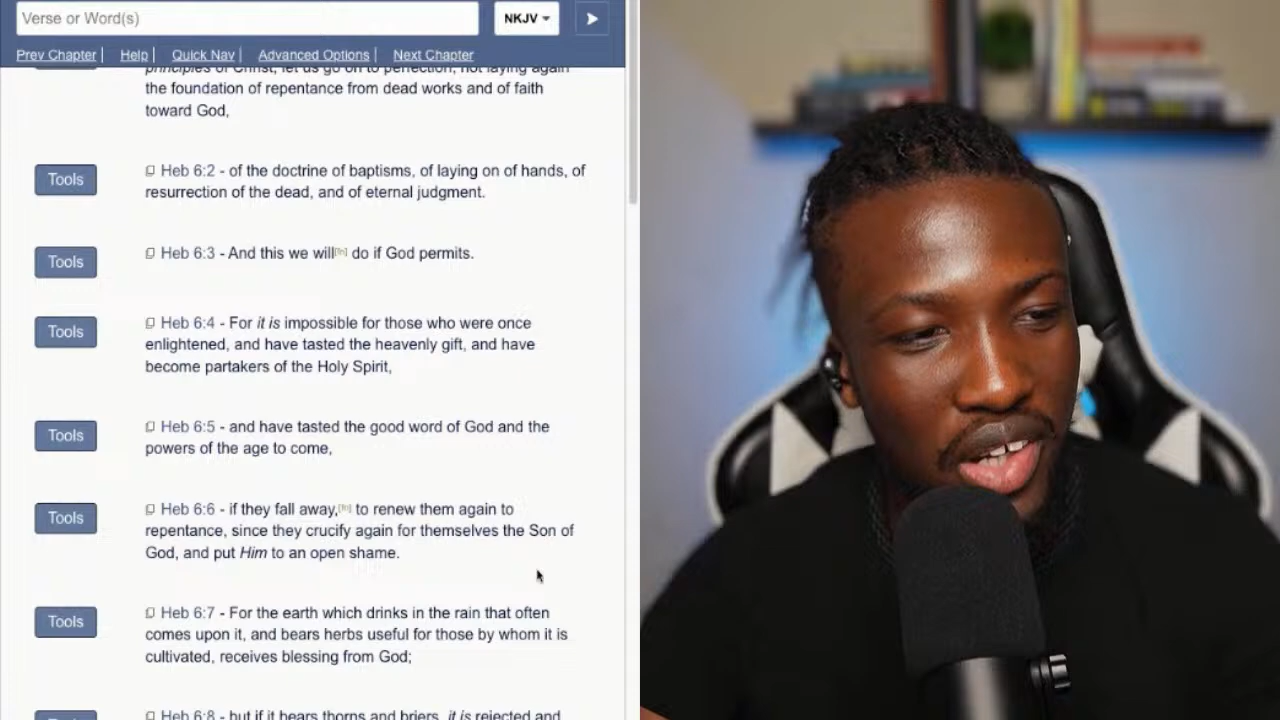 Verse or Word(s)
NKJV
Prev Chapter | Help | Quick Nav | Advanced Options | Next Chapter
principles of Christ, let us go on to perfection, not laying again
the foundation of repentance from dead works and of faith
toward God,
Tools
Heb 6:2 - of the doctrine of baptisms, of laying on of hands, of
resurrection of the dead, and of eternal judgment.
Tools
Heb 6:3 - And this we will[fn] do if God permits.
Tools
Heb 6:4 - For it is impossible for those who were once
enlightened, and have tasted the heavenly gift, and have
become partakers of the Holy Spirit,
Tools
Heb 6:5 - and have tasted the good word of God and the
powers of the age to come,
Tools
Heb 6:6 - if they fall away,[fn] to renew them again to
repentance, since they crucify again for themselves the Son of
God, and put Him to an open shame.
Tools
Heb 6:7 - For the earth which drinks in the rain that often
comes upon it, and bears herbs useful for those by whom it is
cultivated, receives blessing from God;
Heb 6:8 - but if it bears thorns and briers, it is rejected and